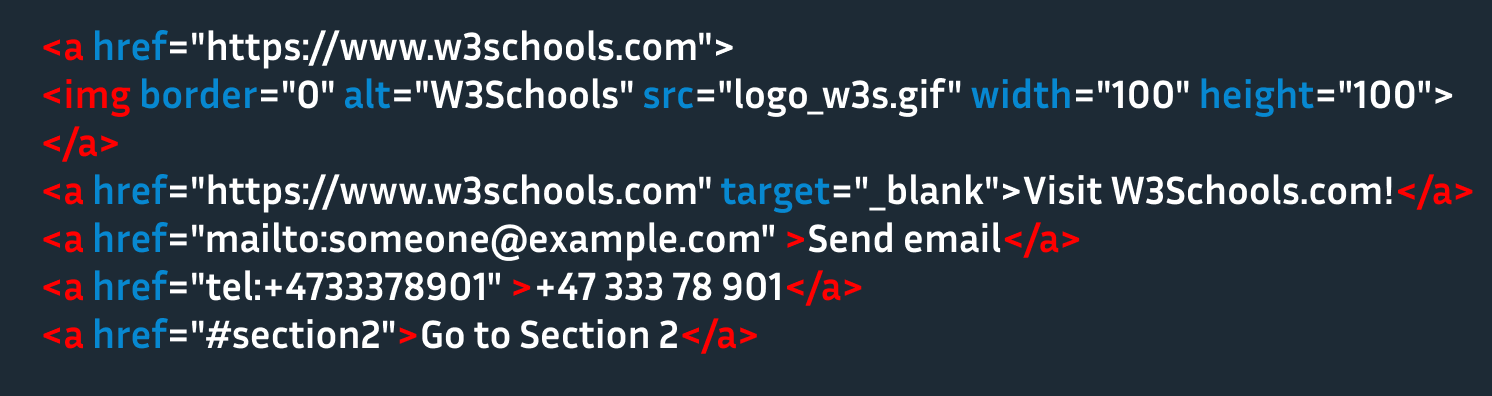 <a href="https://www.w3schools.com">
<img border="0" alt="W3Schools" src="logo_w3s.gif" width="100" height="100">
</a>
<a href="https://www.w3schools.com" target="_blank">Visit W3Schools.com!</a>
<a href="mailto:someone@example.com" >Send email</a>
<a href="tel:+4733378901" >+47 333 78 901</a>
<a href="#section2">Go to Section 2</a>